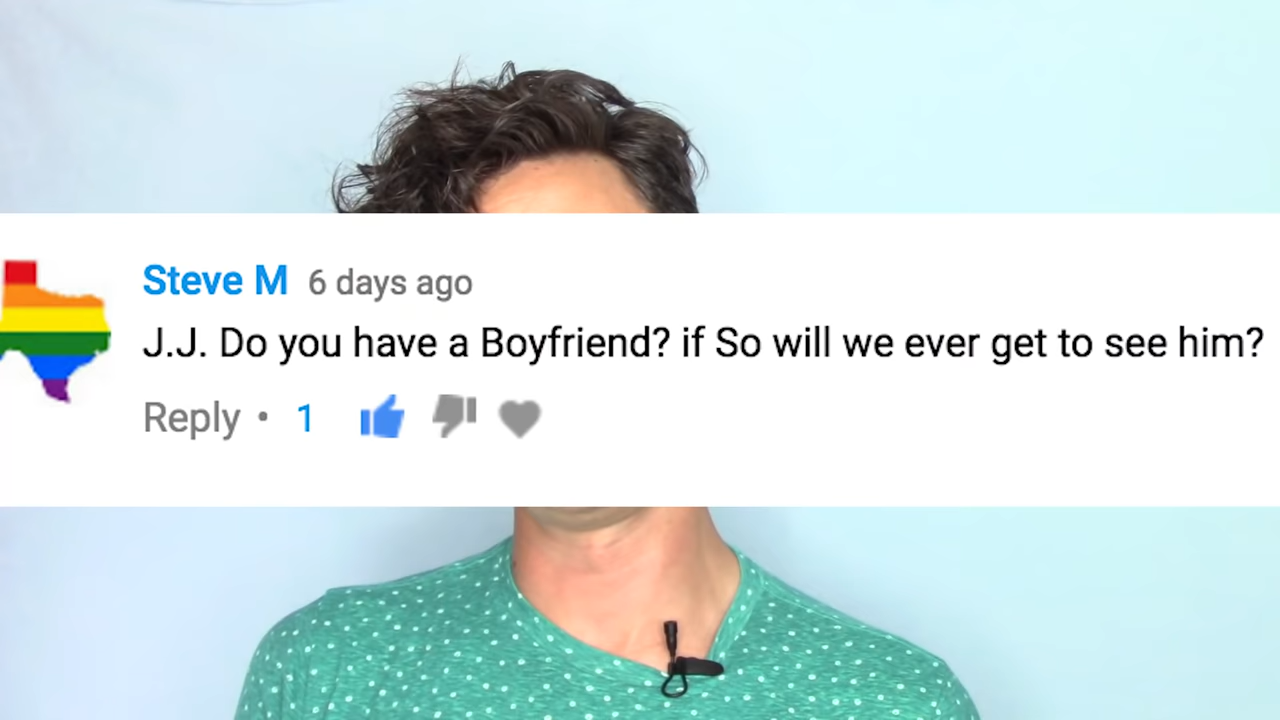 Steve M 6 days ago
J.J. Do you have a Boyfriend? if So will we ever get to see him?
Reply • 1